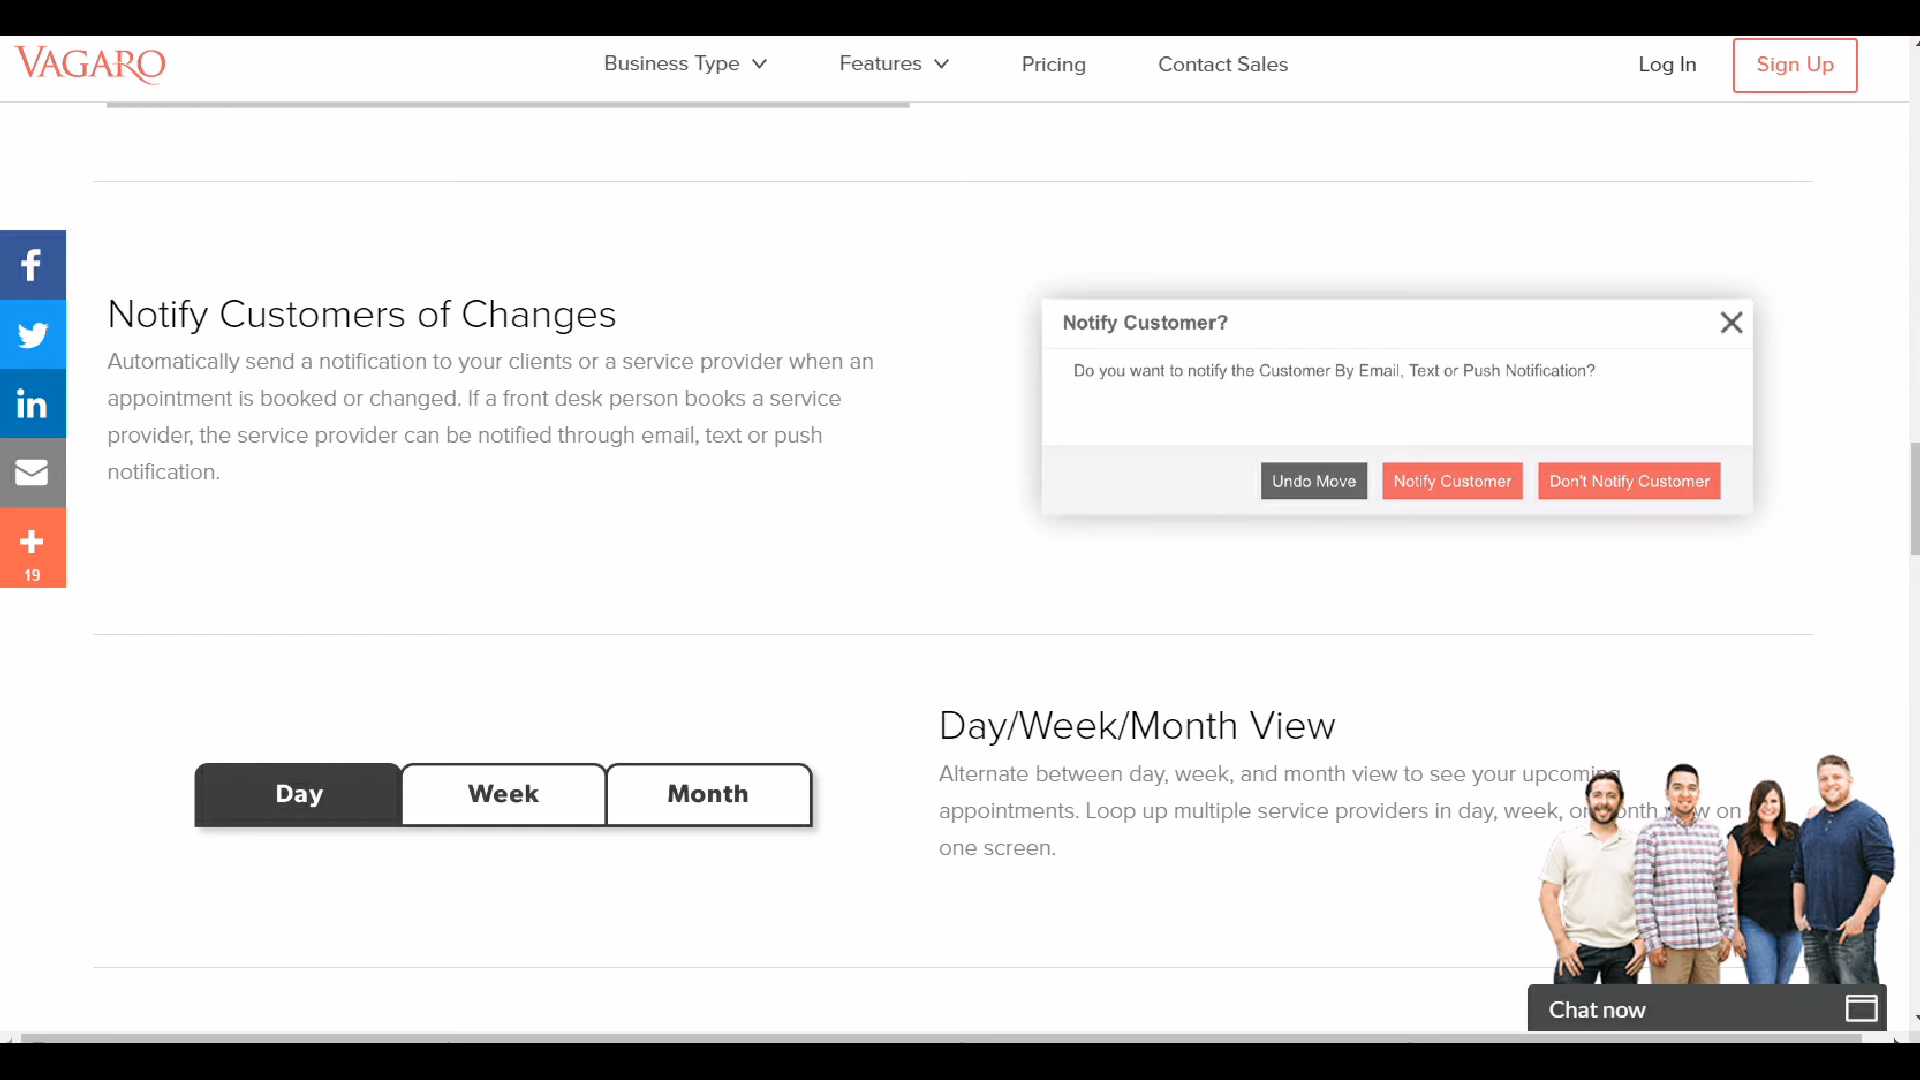 VAGARO
Business Type
Features
Pricing
Contact Sales
Log In
Sign Up
19
Notify Customers of Changes
Automatically send a notification to your clients or a service provider when an
appointment is booked or changed. If a front desk person books a service
provider, the service provider can be notified through email, text or push
notification.
Notify Customer?
Do you want to notify the Customer By Email, Text or Push Notification?
Undo Move
Notify Customer
Don't Notify Customer
Day
Week
Month
Day/Week/Month View
Alternate between day, week, and month view to see your upcoming
appointments. Loop up multiple service providers in day, week, or month view on
one screen.
Chat now